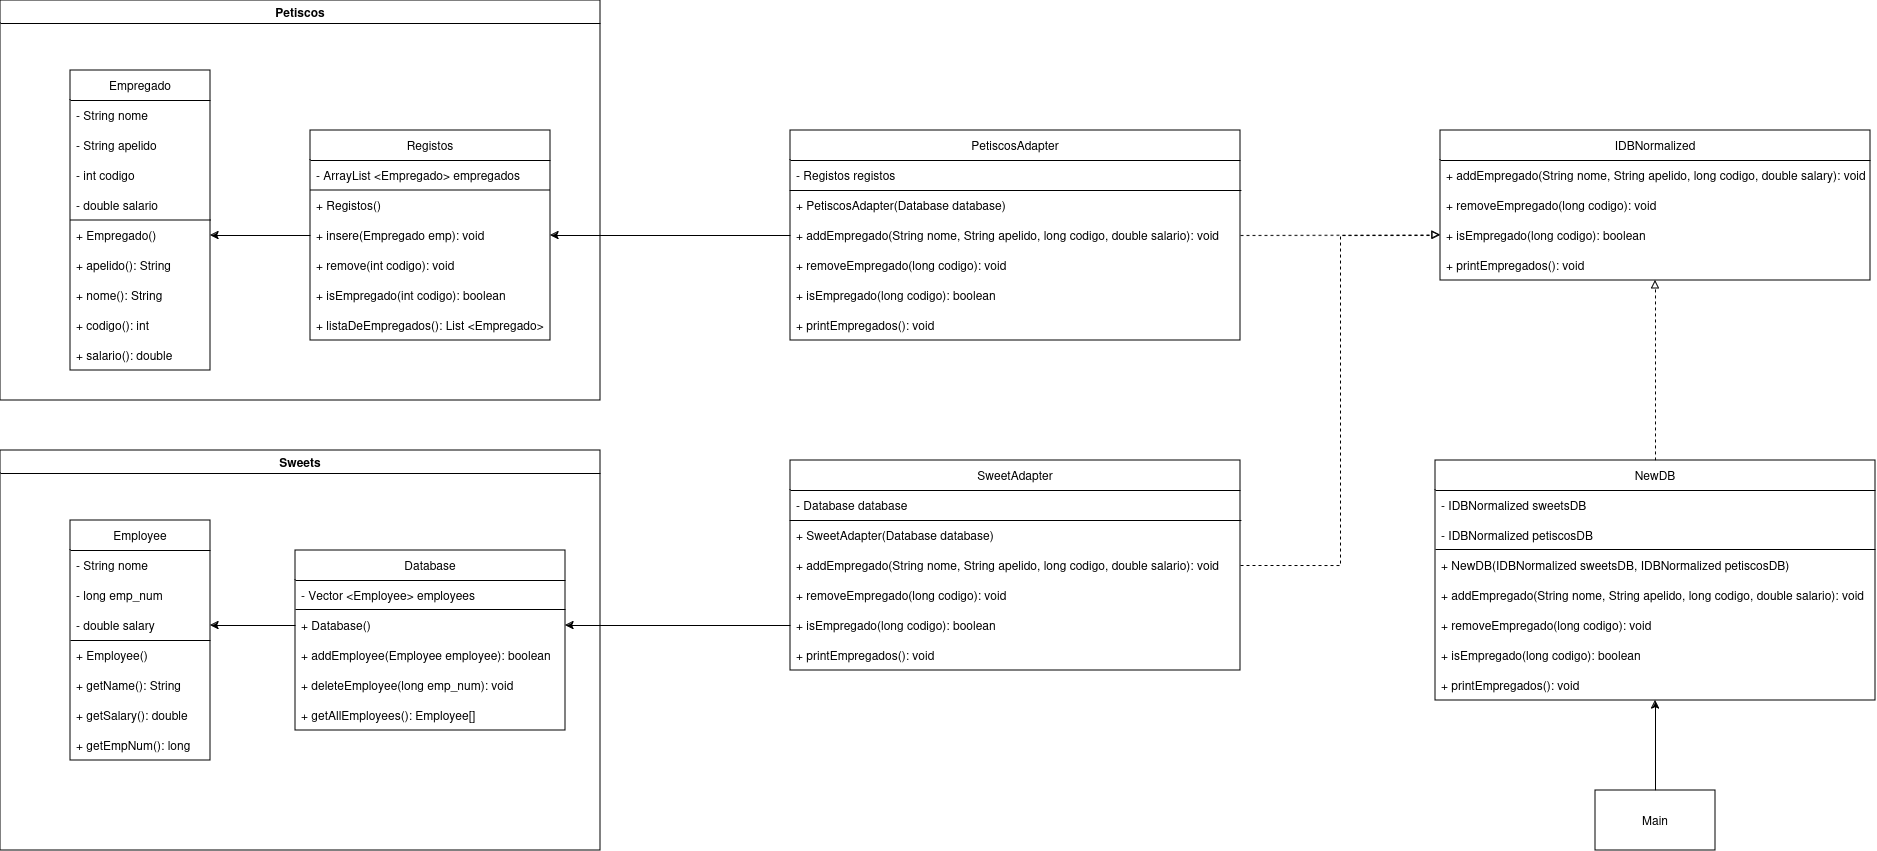 Petiscos
Empregado
- String nome
- String apelido
- int codigo
- double salario
+ Empregado()
+ apelido(): String
+ nome(): String
+ codigo(): int
+ salario(): double
Registos
- ArrayList <Empregado> empregados
+ Registos()
+ insere(Empregado emp): void
+ remove(int codigo): void
+ isEmpregado(int codigo): boolean
+ listaDeEmpregados(): List <Empregado>
PetiscosAdapter
- Registos registos
+ PetiscosAdapter(Database database)
+ addEmpregado(String nome, String apelido, long codigo, double salario): void
+ removeEmpregado(long codigo): void
+ isEmpregado(long codigo): boolean
+ printEmpregados(): void
IDBNormalized
+ addEmpregado(String nome, String apelido, long codigo, double salary): void
+ removeEmpregado(long codigo): void
+ isEmpregado(long codigo): boolean
+ printEmpregados(): void
Sweets
Employee
- String nome
- long emp_num
- double salary
+ Employee()
+ getName(): String
+ getSalary(): double
+ getEmpNum(): long
Database
- Vector <Employee> employees
+ Database()
+ addEmployee(Employee employee): boolean
+ deleteEmployee(long emp_num): void
+ getAllEmployees(): Employee[]
SweetAdapter
- Database database
+ SweetAdapter(Database database)
+ addEmpregado(String nome, String apelido, long codigo, double salario): void
+ removeEmpregado(long codigo): void
+ isEmpregado(long codigo): boolean
+ printEmpregados(): void
NewDB
- IDBNormalized sweetsDB
- IDBNormalized petiscosDB
+ NewDB(IDBNormalized sweetsDB, IDBNormalized petiscosDB)
+ addEmpregado(String nome, String apelido, long codigo, double salario): void
+ removeEmpregado(long codigo): void
+ isEmpregado(long codigo): boolean
+ printEmpregados(): void
Main